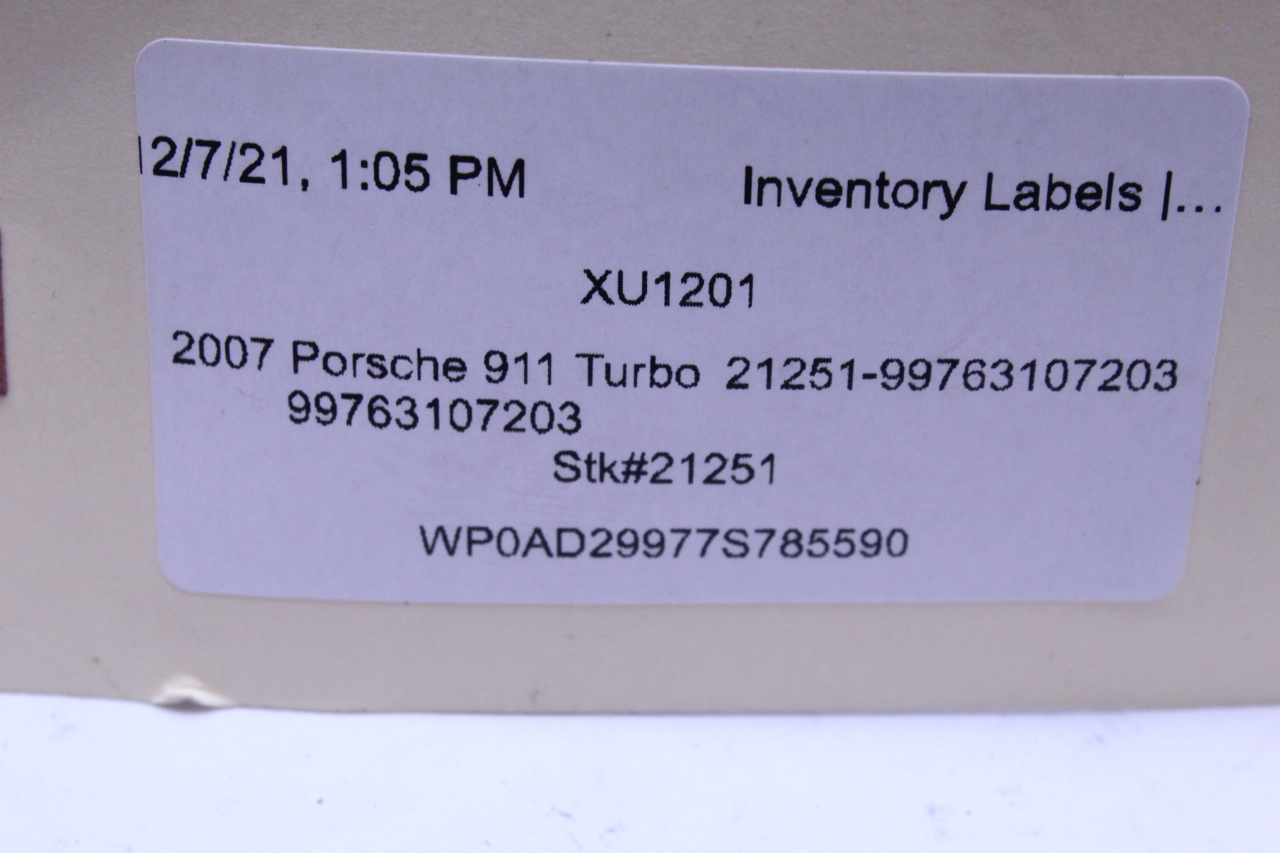 12/7/21, 1:05 PM Inventory Labels |...
XU1201
2007 Porsche 911 Turbo 21251-99763107203
99763107203
Stk#21251
WP0AD29977S785590